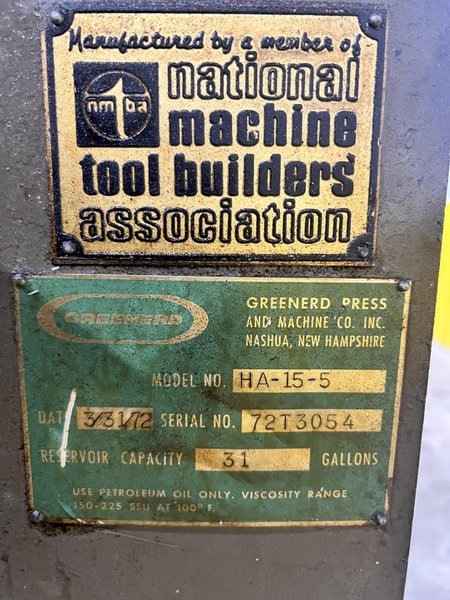 Manufactured by a member of
nmtba
national
machine
tool builders'
association
GREENERD
GREENERD PRESS
AND MACHINE CO. INC.
NASHUA, NEW HAMPSHIRE
MODEL NO. HA-15-5
DATE 3/31/72 SERIAL NO. 72T3054
RESERVOIR CAPACITY 31 GALLONS
USE PETROLEUM OIL ONLY. VISCOSITY RANGE
150-225 SSU AT 100° F.